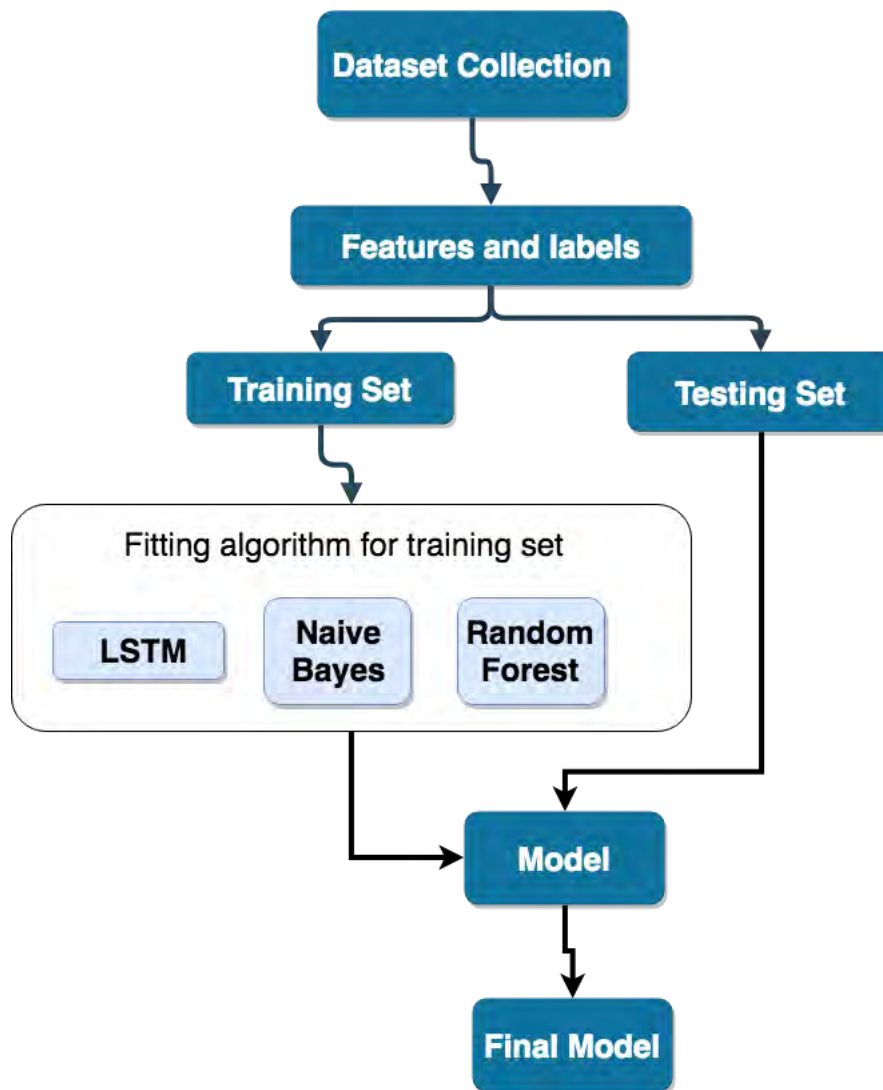 Dataset Collection
Features and labels
Training Set
Testing Set
Fitting algorithm for training set
LSTM
Naive
Bayes
Random
Forest
Model
Final Model